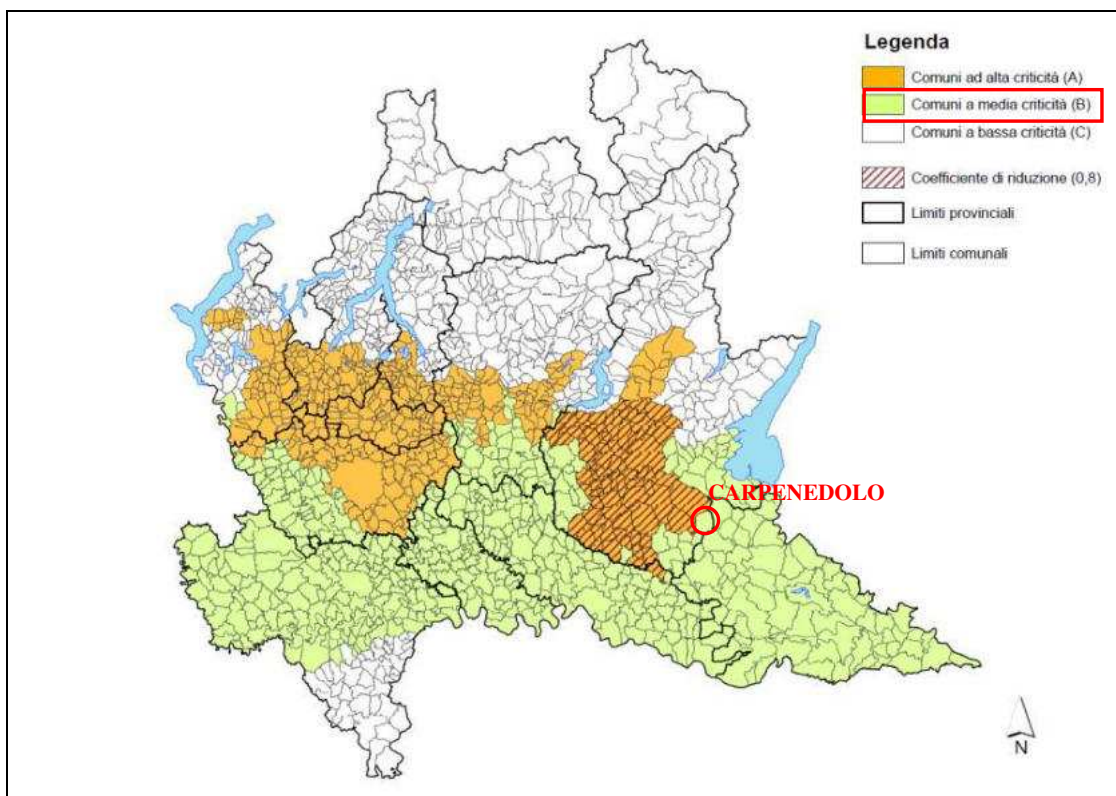 Legenda
Comuni ad alta criticità (A)
Comuni a media criticità (B)
Comuni a bassa criticità (C)
Coefficiente di riduzione (0,8)
Limiti provinciali
Limiti comunali
CARPENEDOLO
N